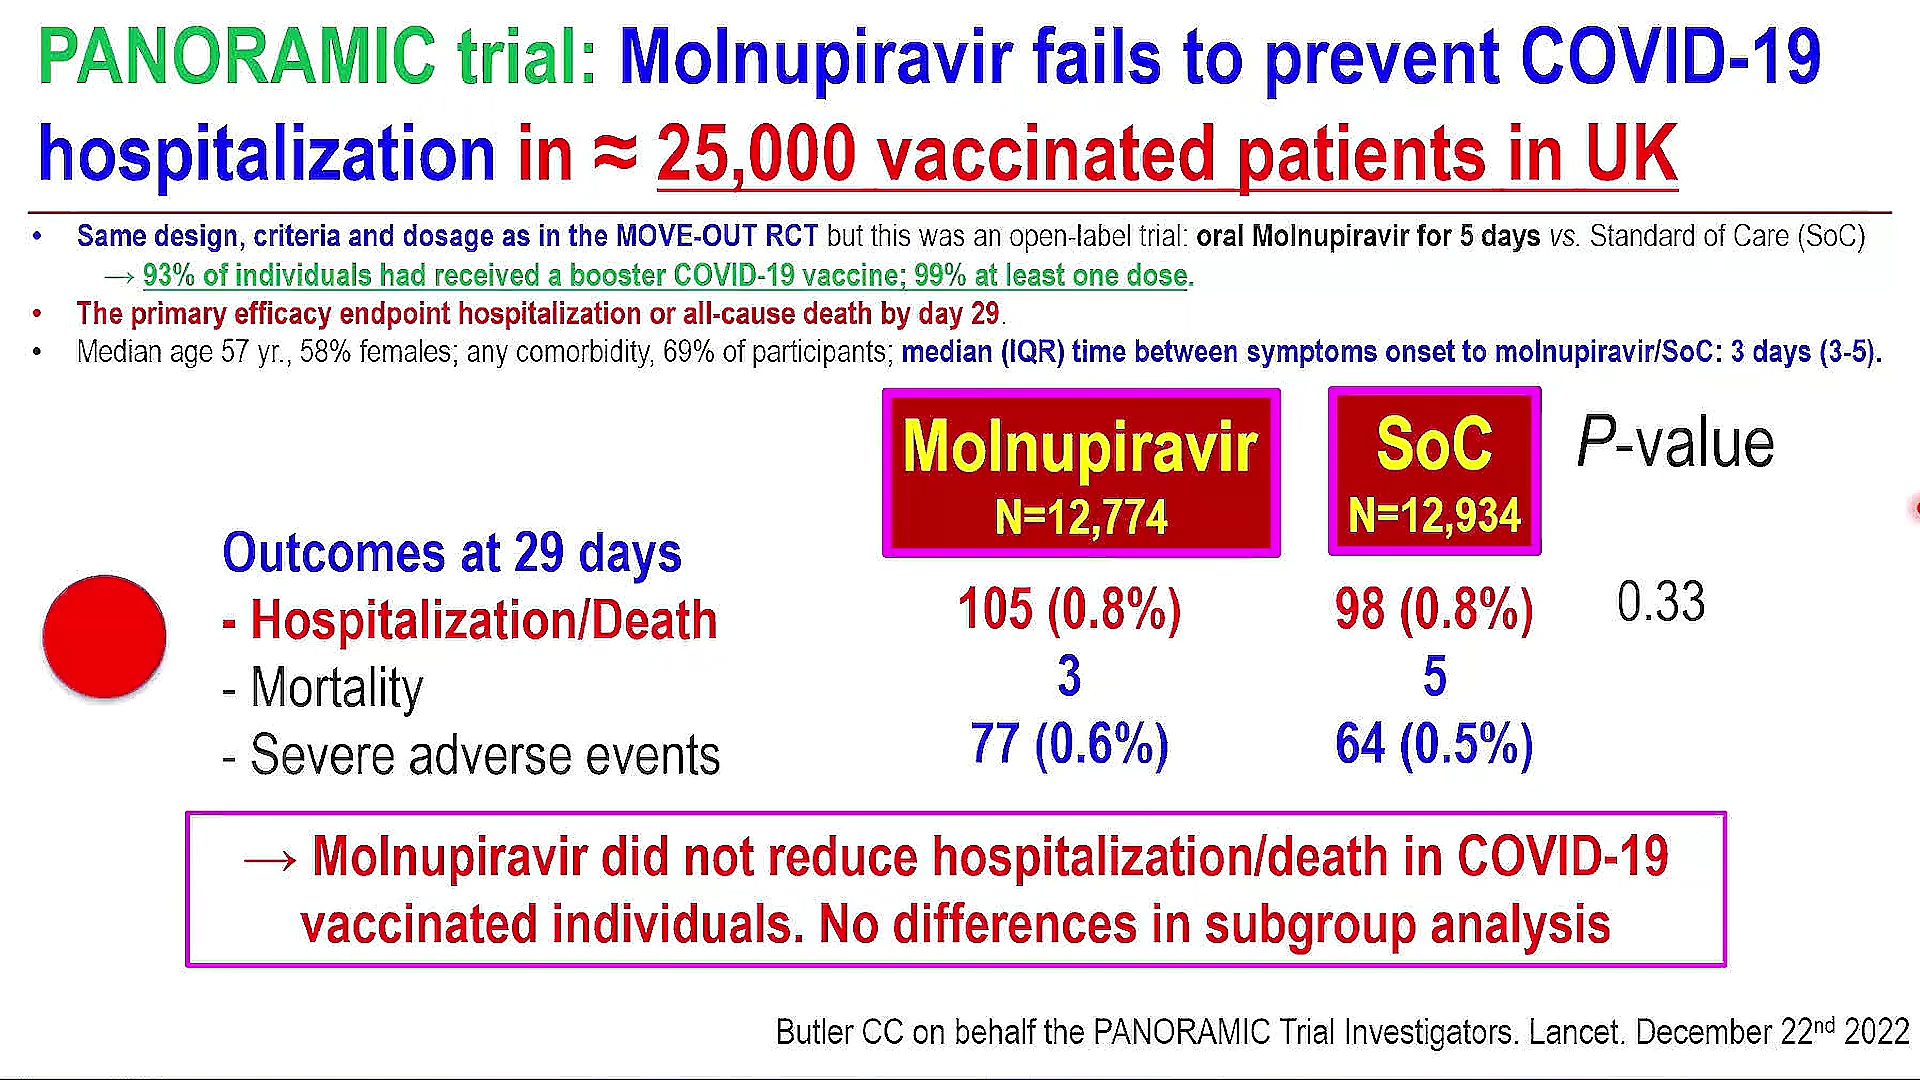 PANORAMIC trial: Molnupiravir fails to prevent COVID-19
hospitalization in ≈ 25,000 vaccinated patients in UK
• Same design, criteria and dosage as in the MOVE-OUT RCT but this was an open-label trial: oral Molnupiravir for 5 days vs. Standard of Care (SoC)
→ 93% of individuals had received a booster COVID-19 vaccine; 99% at least one dose.
• The primary efficacy endpoint hospitalization or all-cause death by day 29.
• Median age 57 yr., 58% females; any comorbidity, 69% of participants; median (IQR) time between symptoms onset to molnupiravir/SoC: 3 days (3-5).
Molnupiravir SoC P-value
N=12,774 N=12,934
Outcomes at 29 days
- Hospitalization/Death 105 (0.8%) 98 (0.8%) 0.33
- Mortality 3 5
- Severe adverse events 77 (0.6%) 64 (0.5%)
→ Molnupiravir did not reduce hospitalization/death in COVID-19
vaccinated individuals. No differences in subgroup analysis
Butler CC on behalf the PANORAMIC Trial Investigators. Lancet. December 22nd 2022